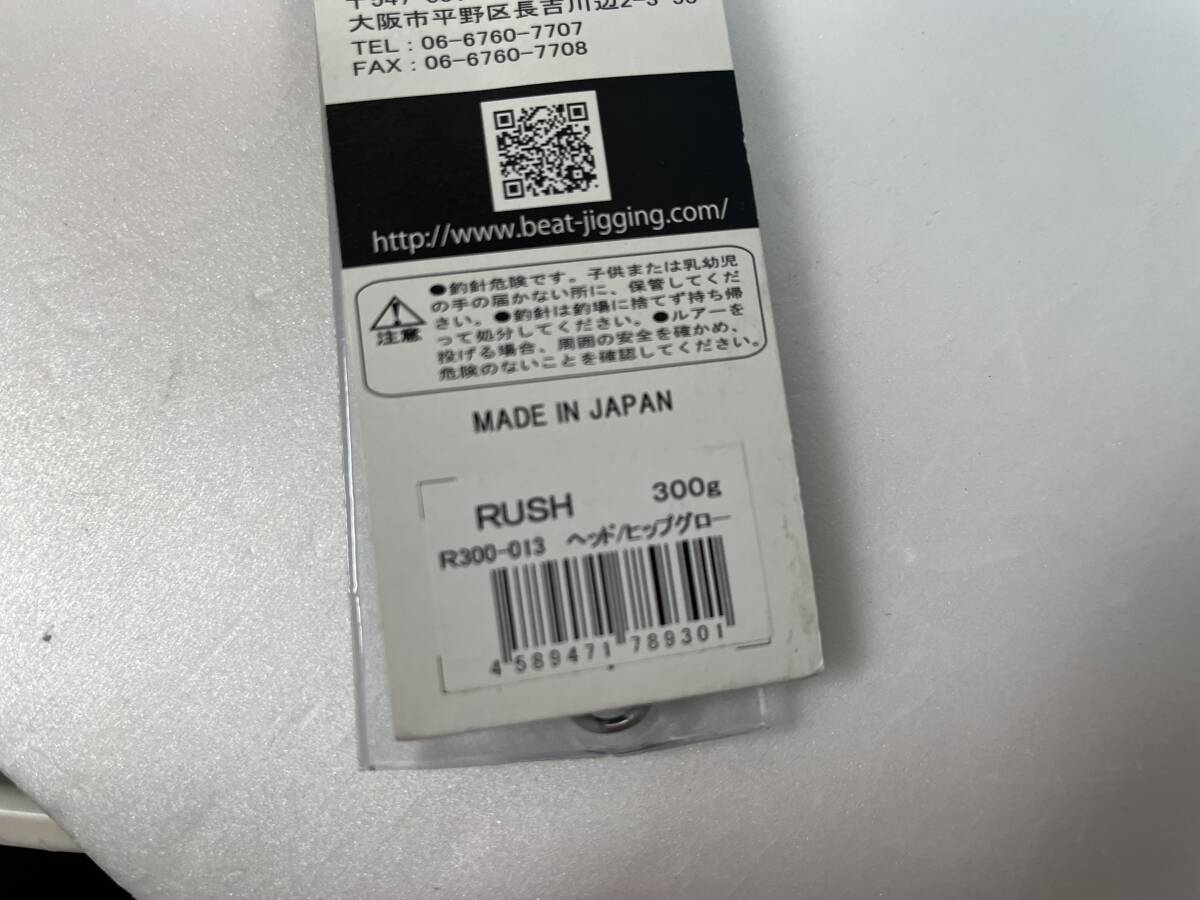 大阪市平野区長吉川辺2-3-38
TEL : 06-6760-7707
FAX : 06-6760-7708
http://www.beat-jigging.com/
注意
●釣針危険です。子供または乳幼児
の手の届かない所に、保管してくだ
さい。●釣針は釣場に捨てず持ち帰
って処分してください。●ルアーを
投げる場合、周囲の安全を確かめ、
危険のないことを確認してください。
MADE IN JAPAN
RUSH 300g
R300-013 ヘッド/ヒップグロー
4 589471 789301